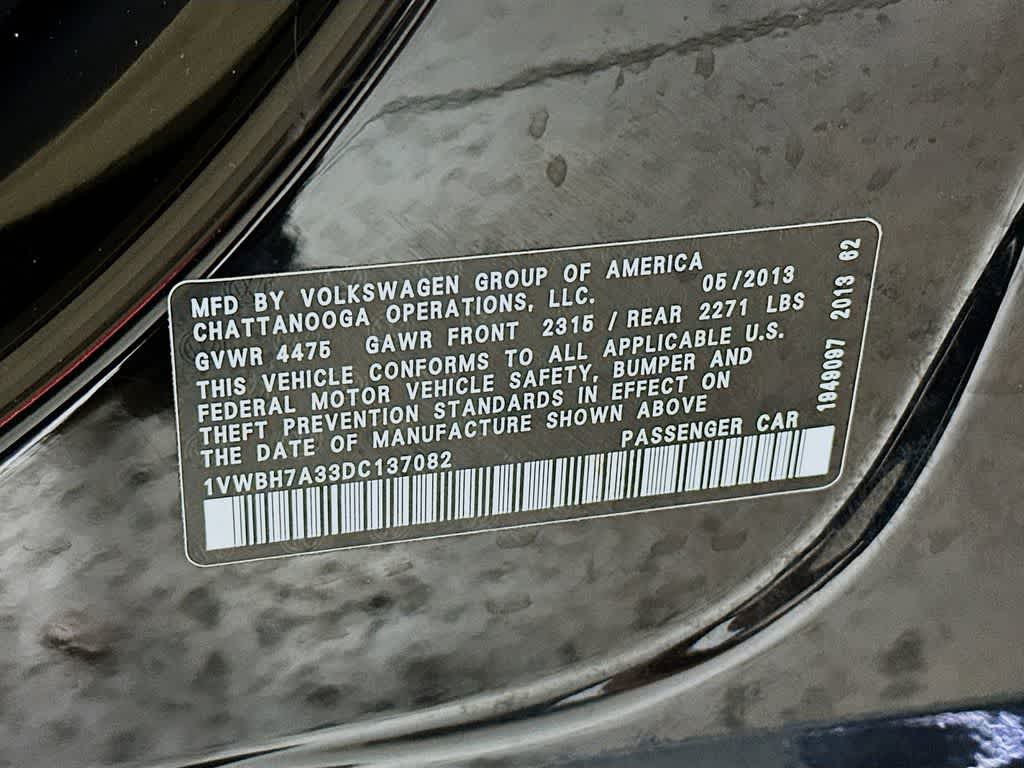 MFD BY VOLKSWAGEN GROUP OF AMERICA
CHATTANOOGA OPERATIONS, LLC. 05/2013
GVWR 4475 GAWR FRONT 2315 / REAR 2271 LBS
THIS VEHICLE CONFORMS TO ALL APPLICABLE U.S.
FEDERAL MOTOR VEHICLE SAFETY, BUMPER AND
THEFT PREVENTION STANDARDS IN EFFECT ON
THE DATE OF MANUFACTURE SHOWN ABOVE
1VWBH7A33DC137082 PASSENGER CAR
1949097 2013 62